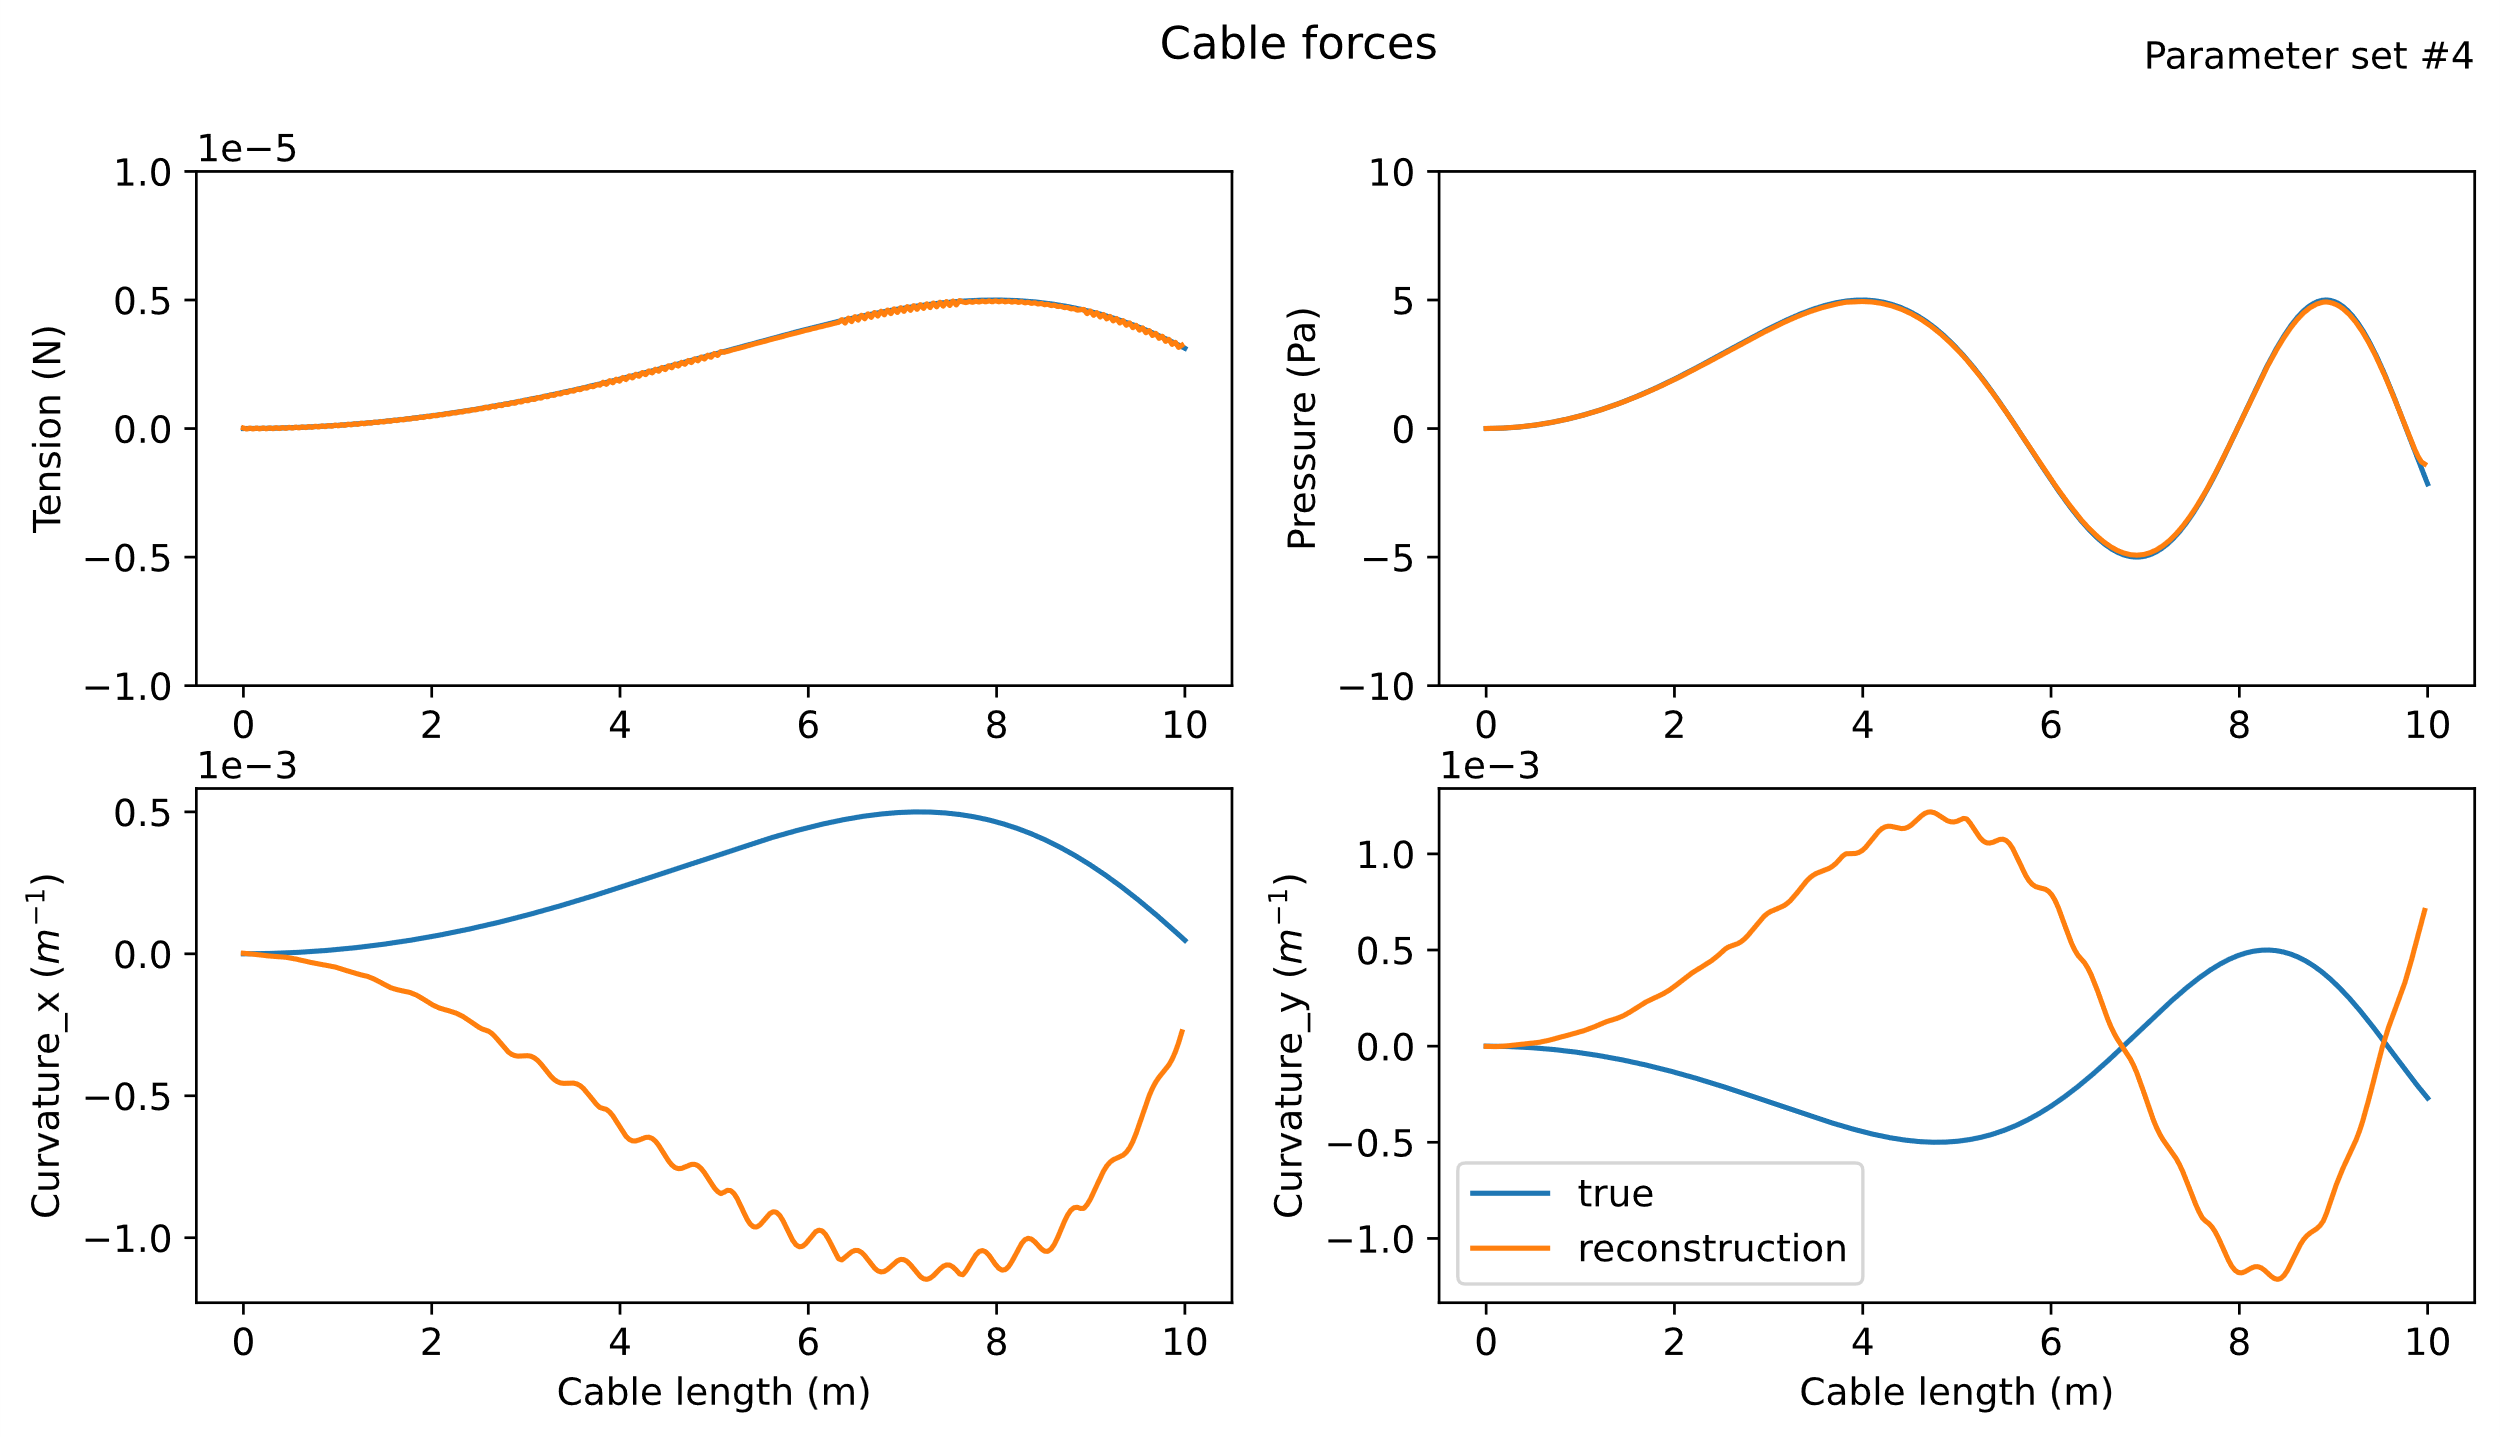 Cable forces
Parameter set #4
1e−5
1.0
0.5
0.0
−0.5
−1.0
Tension (N)
0 2 4 6 8 10
10
5
0
−5
−10
Pressure (Pa)
0 2 4 6 8 10
1e−3
0.5
0.0
−0.5
−1.0
Curvature_x (m⁻¹)
0 2 4 6 8 10
Cable length (m)
1e−3
1.0
0.5
0.0
−0.5
−1.0
Curvature_y (m⁻¹)
true
reconstruction
0 2 4 6 8 10
Cable length (m)